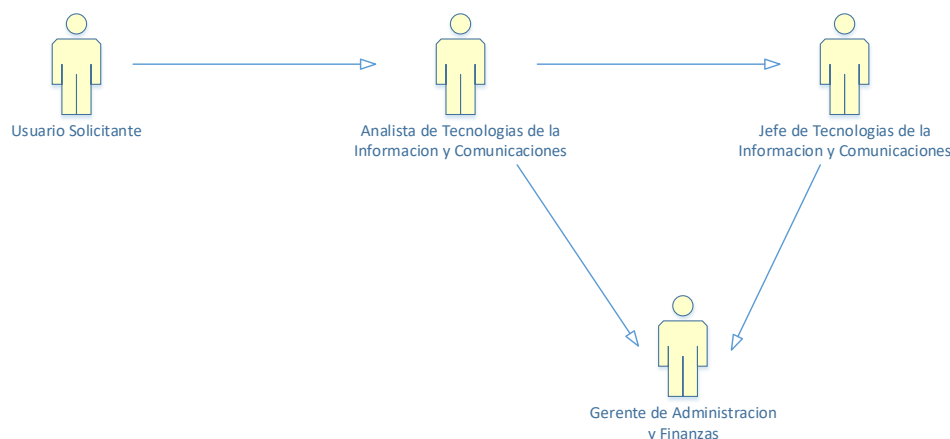 Usuario Solicitante
Analista de Tecnologias de la
Informacion y Comunicaciones
Jefe de Tecnologias de la
Informacion y Comunicaciones
Gerente de Administracion
y Finanzas